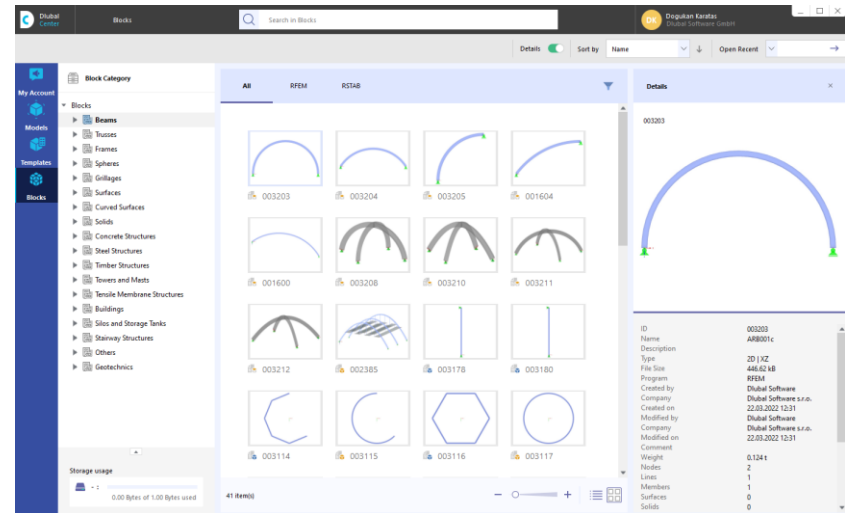 Dlubal
Center
Blocks
Search in Blocks
DK
Dogukan Karatas
Dlubal Software GmbH
Details
Sort by
Name
Open Recent
My Account
Models
Templates
Blocks
Block Category
Blocks
Beams
Trusses
Frames
Spheres
Grillages
Surfaces
Curved Surfaces
Solids
Concrete Structures
Steel Structures
Timber Structures
Towers and Masts
Tensile Membrane Structures
Buildings
Silos and Storage Tanks
Stairway Structures
Others
Geotechnics
Storage usage
- :
0.00 Bytes of 1.00 Bytes used
All RFEM RSTAB
003203 003204 003205 001604
001600 003208 003210 003211
003212 002385 003178 003180
003114 003115 003116 003117
41 item(s)
Details
003203
ID 003203
Name ARB001c
Description
Type 2D | XZ
File Size 446.62 kB
Program RFEM
Created by Dlubal Software
Company Dlubal Software s.r.o.
Created on 22.03.2022 12:31
Modified by Dlubal Software
Company Dlubal Software s.r.o.
Modified on 22.03.2022 12:31
Comment
Weight 0.124 t
Nodes 2
Lines 1
Members 1
Surfaces 0
Solids 0